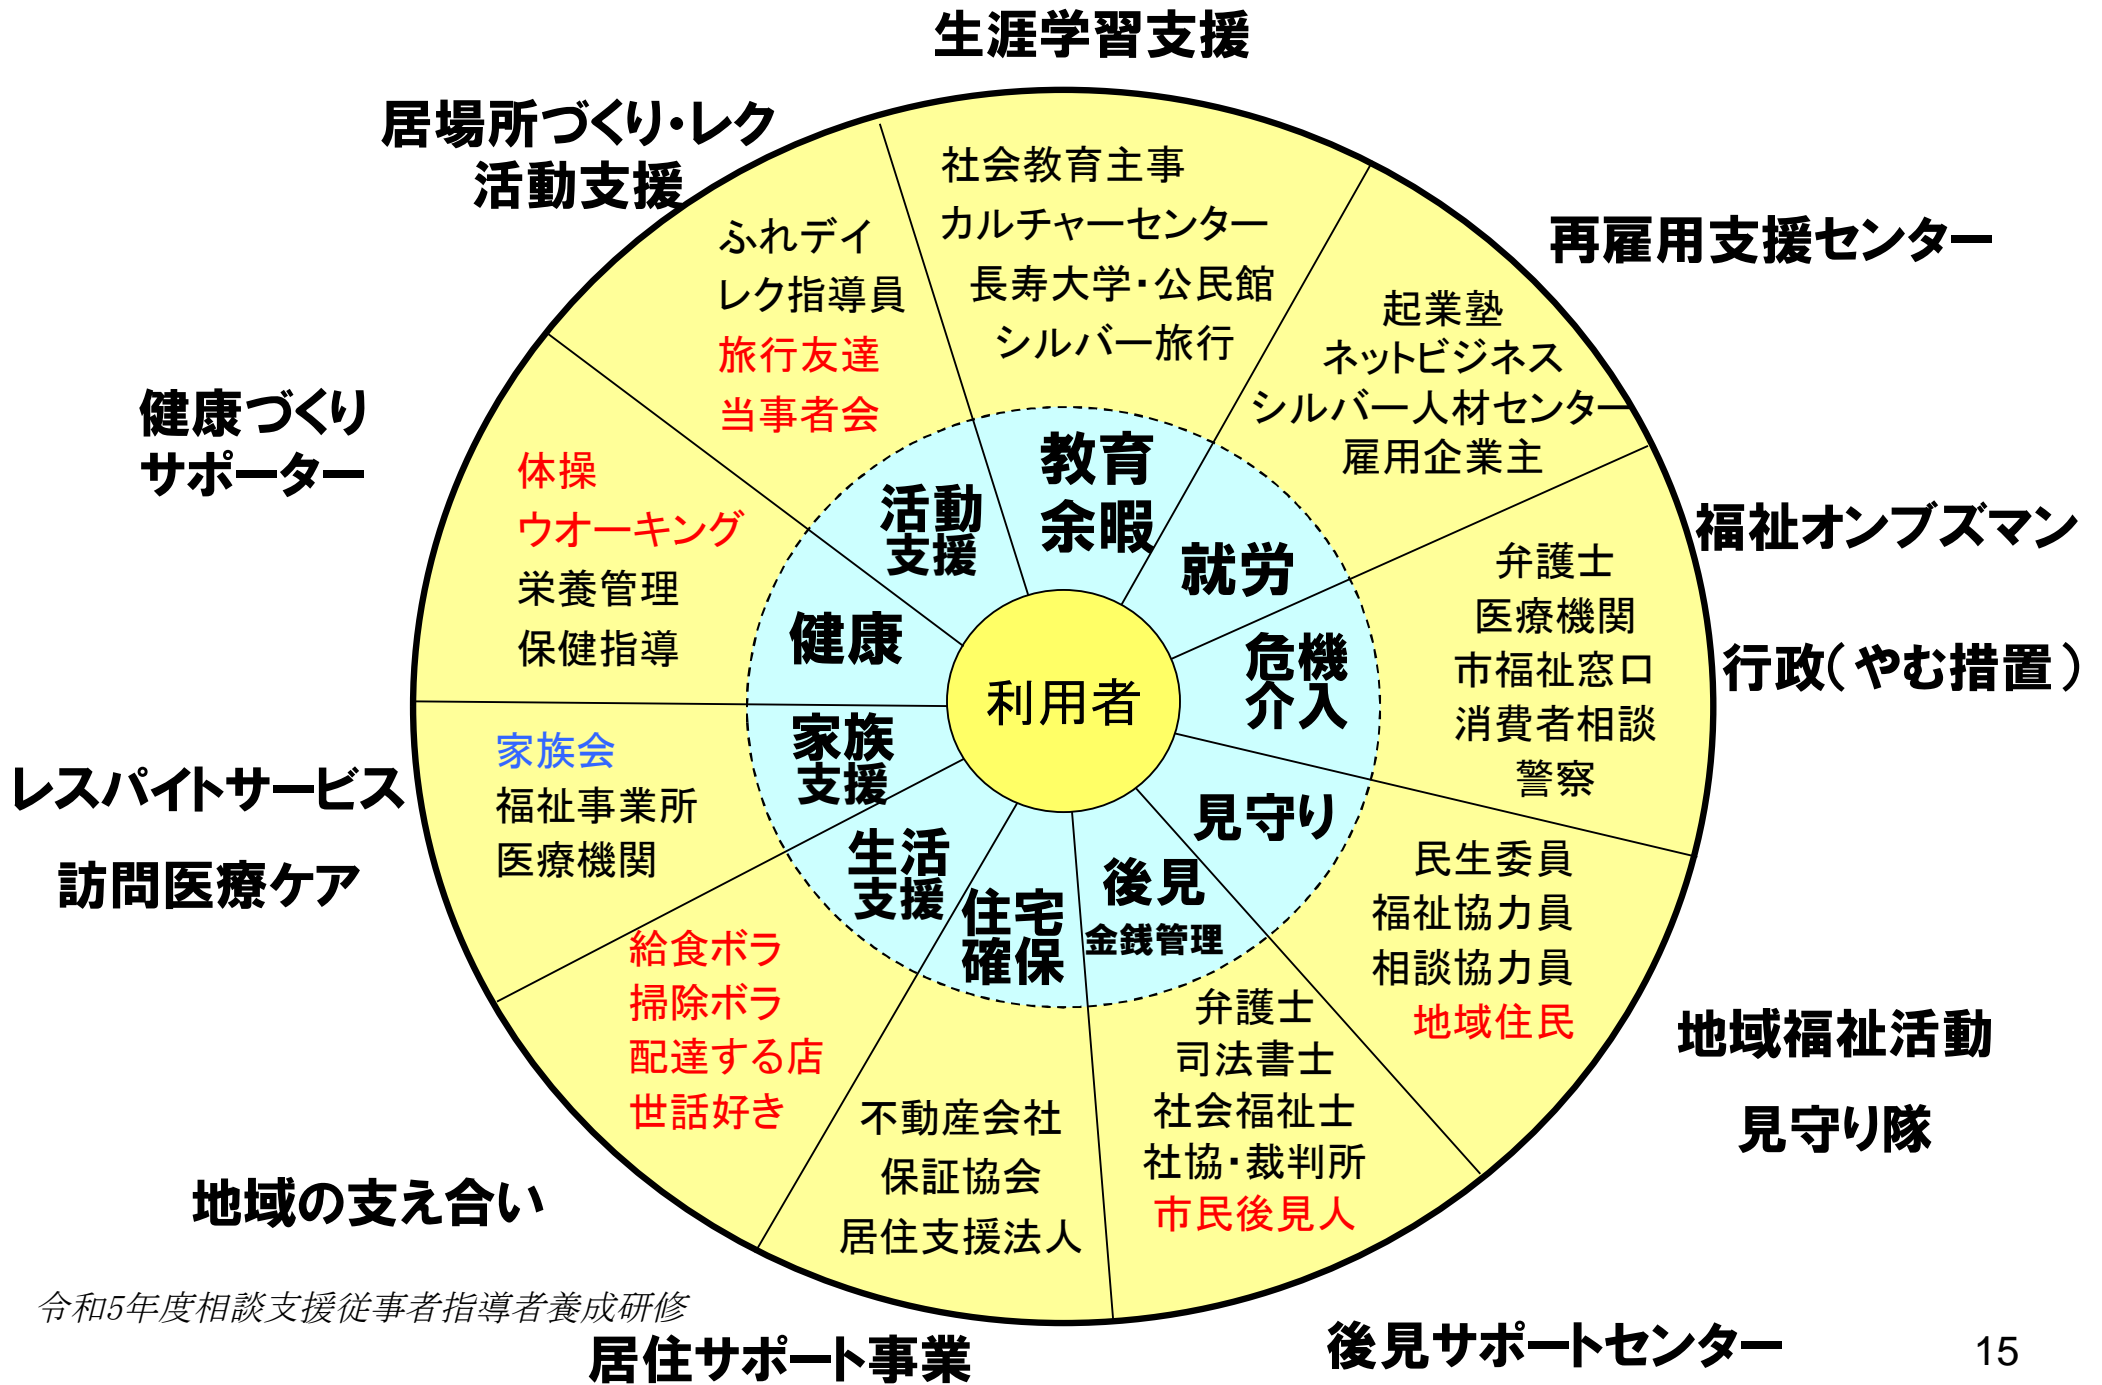 生涯学習支援
居場所づくり・レク
活動支援
社会教育主事
カルチャーセンター
長寿大学・公民館
シルバー旅行
教育
余暇
再雇用支援センター
起業塾
ネットビジネス
シルバー人材センター
雇用企業主
就労
福祉オンブズマン
行政(やむ措置)
弁護士
医療機関
市福祉窓口
消費者相談
警察
危機
介入
民生委員
福祉協力員
相談協力員
地域住民
見守り
地域福祉活動
見守り隊
後見
金銭管理
弁護士
司法書士
社会福祉士
社協・裁判所
市民後見人
後見サポートセンター
住宅
確保
不動産会社
保証協会
居住支援法人
居住サポート事業
生活
支援
給食ボラ
掃除ボラ
配達する店
世話好き
地域の支え合い
家族
支援
家族会
福祉事業所
医療機関
レスパイトサービス
訪問医療ケア
健康
体操
ウオーキング
栄養管理
保健指導
健康づくり
サポーター
活動
支援
ふれデイ
レク指導員
旅行友達
当事者会
利用者
令和5年度相談支援従事者指導者養成研修
15